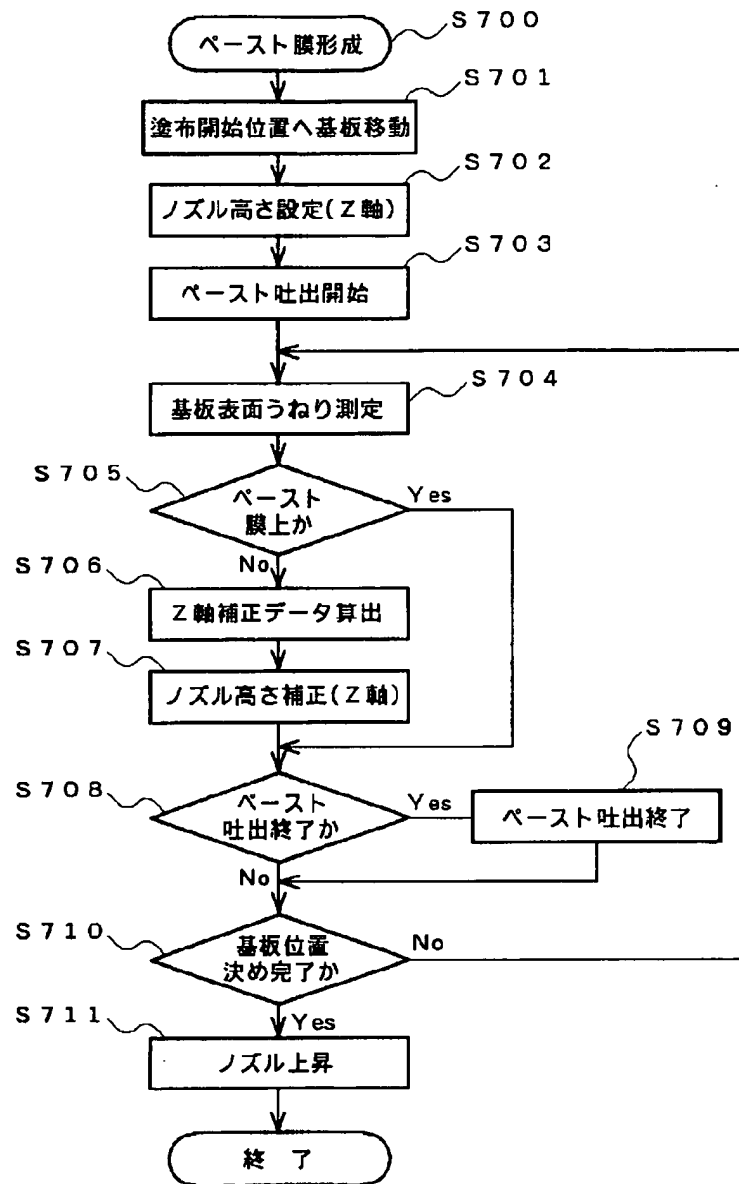 S700
ペースト膜形成
S701
塗布開始位置へ基板移動
S702
ノズル高さ設定(Z軸)
S703
ペースト吐出開始
S704
基板表面うねり測定
S705
ペースト
膜上か
Yes
No
S706
Z軸補正データ算出
S707
ノズル高さ補正(Z軸)
S708
ペースト
吐出終了か
Yes
S709
ペースト吐出終了
No
S710
基板位置
決め完了か
No
Yes
S711
ノズル上昇
終了